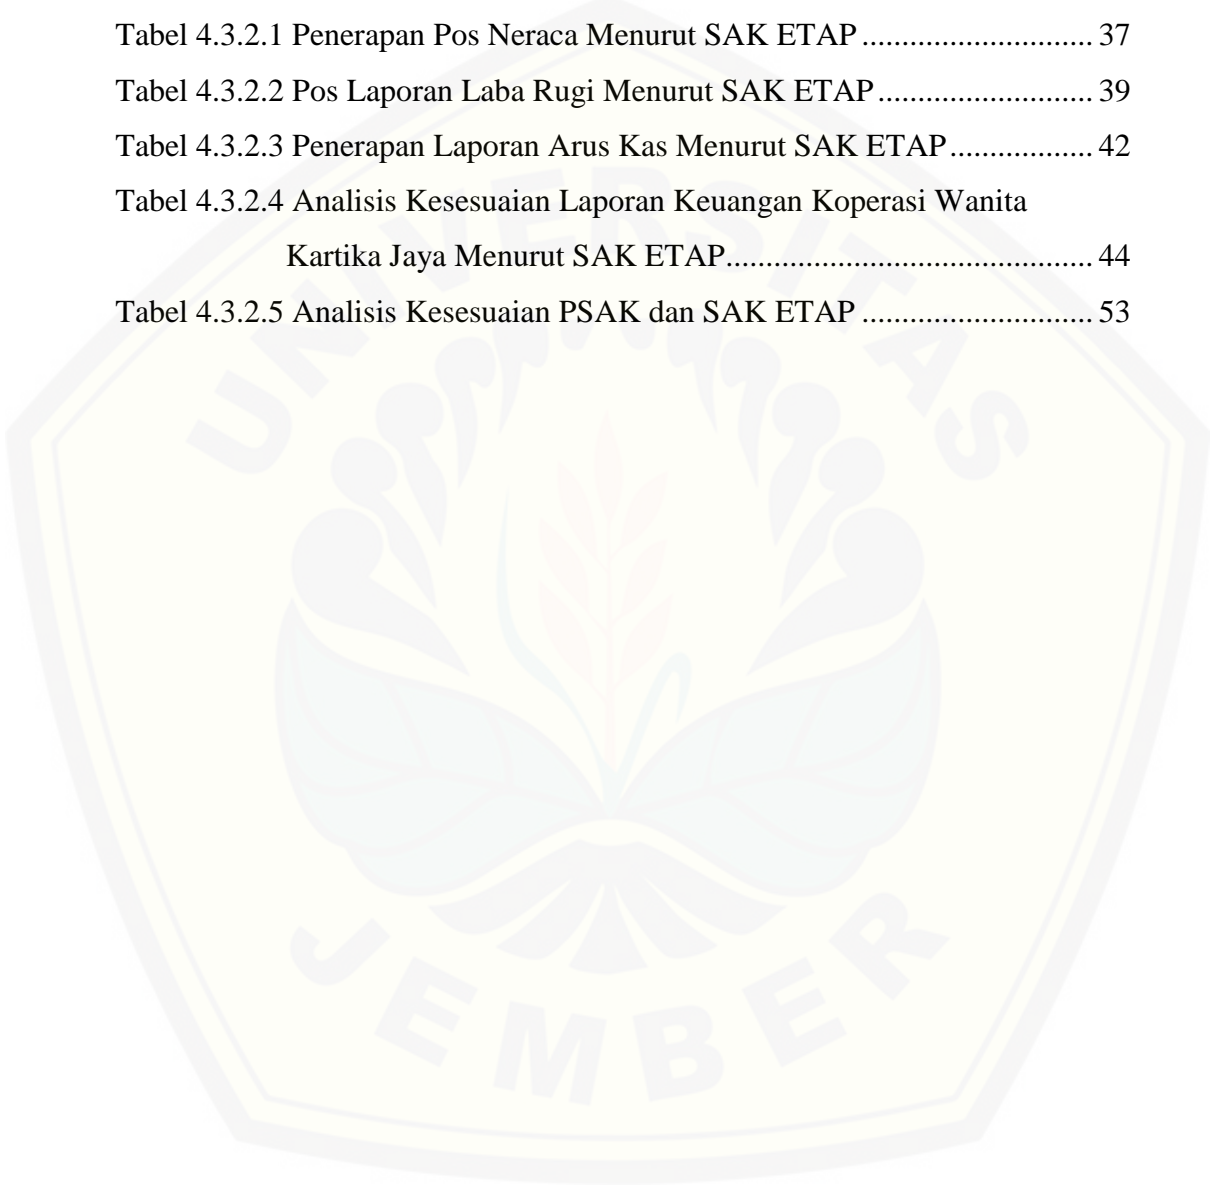 Tabel 4.3.2.1 Penerapan Pos Neraca Menurut SAK ETAP ............................. 37
Tabel 4.3.2.2 Pos Laporan Laba Rugi Menurut SAK ETAP ........................... 39
Tabel 4.3.2.3 Penerapan Laporan Arus Kas Menurut SAK ETAP .................. 42
Tabel 4.3.2.4 Analisis Kesesuaian Laporan Keuangan Koperasi Wanita
Kartika Jaya Menurut SAK ETAP.............................................. 44
Tabel 4.3.2.5 Analisis Kesesuaian PSAK dan SAK ETAP ............................. 53
UNIVERSITAS
JEMBER